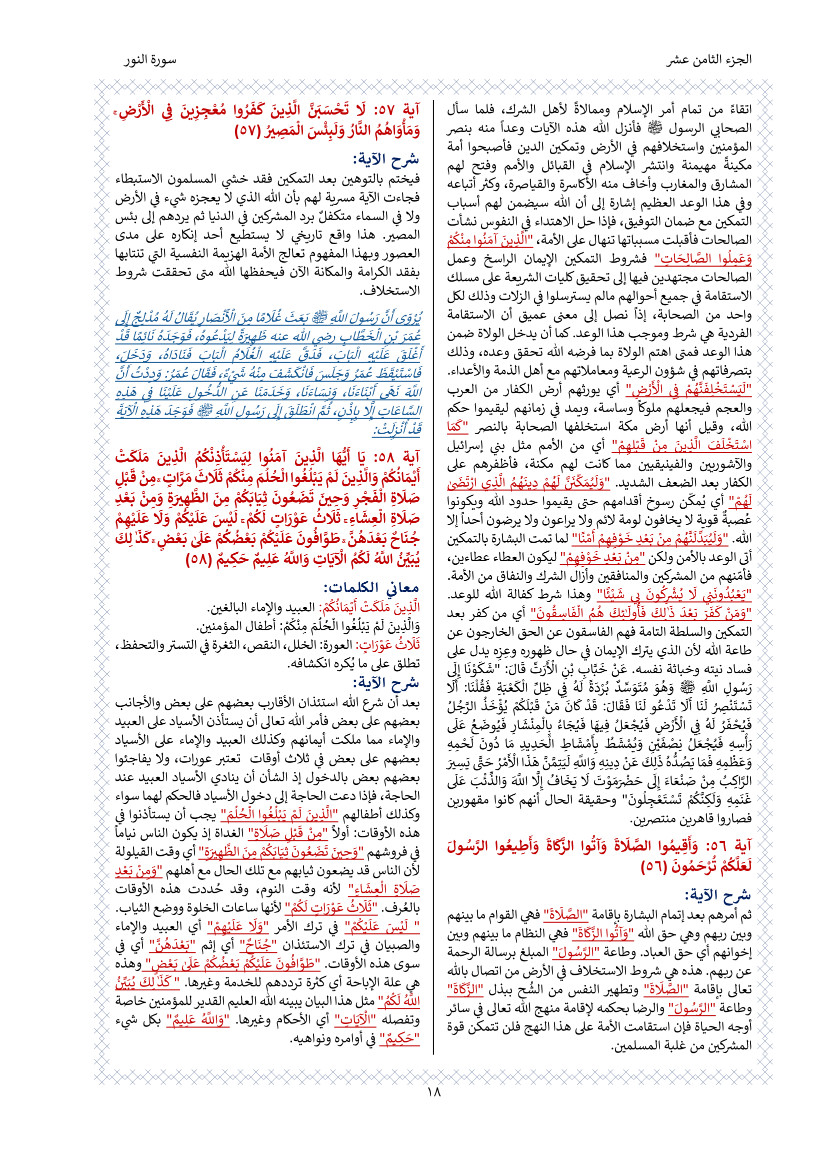 الجزء الثامن عشر
سورة النور
اتقاءً من تمام أمر الإسلام وممالاةً لأهل الشرك، فلما سأل
الصحابي الرسول ﷺ فأنزل الله هذه الآيات وعداً منه بنصر
المؤمنين واستخلافهم في الأرض وتمكين الدين فأصبحوا أمة
مكينةً مهيمنة وانتشر الإسلام في القبائل والأمم وفتح لهم
المشارق والمغارب وأخاف منه الأكاسرة والقياصرة، وكثر أتباعه
وفي هذا الوعد العظيم إشارة إلى أن الله سيضمن لهم أسباب
التمكين مع ضمان التوفيق، فإذا حل الاهتداء في النفوس نشأت
الصالحات فأقبلت مسبباتها تنهال على الأمة، "الَّذِينَ آمَنُوا مِنْكُمْ
وَعَمِلُوا الصَّالِحَاتِ" فشروط التمكين الإيمان الراسخ وعمل
الصالحات مجتهدين فيها إلى تحقيق كليات الشريعة على مسلك
الاستقامة في جميع أحوالهم مالم يسترسلوا في الزلات وذلك لكل
واحد من الصحابة، إذاً نصل إلى معنى عميق أن الاستقامة
الفردية هي شرط وموجب هذا الوعد. كما أن يدخل الولاة ضمن
هذا الوعد فمتى اهتم الولاة بما فرضه الله تحقق وعده، وذلك
بتصرفاتهم في شؤون الرعية ومعاملاتهم مع أهل الذمة والأعداء.
"لَيَسْتَخْلِفَنَّهُمْ فِي الْأَرْضِ" أي يورثهم أرض الكفار من العرب
والعجم فيجعلهم ملوكاً وساسة، ويمد في زمانهم ليقيموا حكم
الله، وقيل أنها أرض مكة استخلفها الصحابة بالنصر "كَمَا
اسْتَخْلَفَ الَّذِينَ مِنْ قَبْلِهِمْ" أي من الأمم مثل بني إسرائيل
والآشوريين والفينيقيين مما كانت لهم مكنة، فأظفرهم على
الكفار بعد الضعف الشديد. "وَلَيُمَكِّنَنَّ لَهُمْ دِينَهُمُ الَّذِي ارْتَضَىٰ
لَهُمْ" أي يُمكّن رسوخ أقدامهم حتى يقيموا حدود الله ويكونوا
عُصبةٌ قوية لا يخافون لومة لائم ولا يراعون ولا يرضون أحداً إلا
الله. "وَلَيُبَدِّلَنَّهُمْ مِنْ بَعْدِ خَوْفِهِمْ أَمْنًا" لما تمت البشارة بالتمكين
أتى الوعد بالأمن ولكن "مِنْ بَعْدِ خَوْفِهِمْ" ليكون العطاء عطاءين،
فأمّنهم من المشركين والمنافقين وأزال الشرك والنفاق من الأمة.
"يَعْبُدُونَنِي لَا يُشْرِكُونَ بِي شَيْئًا" وهذا شرط كفالة الله للوعد.
"وَمَنْ كَفَرَ بَعْدَ ذَٰلِكَ فَأُولَٰئِكَ هُمُ الْفَاسِقُونَ" أي من كفر بعد
التمكين والسلطة التامة فهم الفاسقون عن الحق الخارجون عن
طاعة الله لأن الذي يترك الإيمان في حال ظهوره وعزه يدل على
فساد نيته وخباثة نفسه. عَنْ خَبَّابِ بْنِ الْأَرَتِّ قَالَ: "شَكَوْنَا إِلَى
رَسُولِ اللَّهِ ﷺ وَهُوَ مُتَوَسِّدٌ بُرْدَةً لَهُ فِي ظِلِّ الْكَعْبَةِ فَقُلْنَا: أَلَا
تَسْتَنْصِرُ لَنَا أَلَا تَدْعُو لَنَا فَقَالَ: قَدْ كَانَ مَنْ قَبْلَكُمْ يُؤْخَذُ الرَّجُلُ
فَيُحْفَرُ لَهُ فِي الْأَرْضِ فَيُجْعَلُ فِيهَا فَيُجَاءُ بِالْمِنْشَارِ فَيُوضَعُ عَلَى
رَأْسِهِ فَيُجْعَلُ نِصْفَيْنِ وَيُمْشَطُ بِأَمْشَاطِ الْحَدِيدِ مَا دُونَ لَحْمِهِ
وَعَظْمِهِ فَمَا يَصُدُّهُ ذَلِكَ عَنْ دِينِهِ وَاللَّهِ لَيَتِمَّنَّ هَذَا الْأَمْرُ حَتَّى يَسِيرَ
الرَّاكِبُ مِنْ صَنْعَاءَ إِلَى حَضْرَمَوْتَ لَا يَخَافُ إِلَّا اللَّهَ وَالذِّئْبَ عَلَى
غَنَمِهِ وَلَكِنَّكُمْ تَسْتَعْجِلُونَ" وحقيقة الحال أنهم كانوا مقهورين
فصاروا قاهرين منتصرين.
آية ٥٦: وَأَقِيمُوا الصَّلَاةَ وَآتُوا الزَّكَاةَ وَأَطِيعُوا الرَّسُولَ
لَعَلَّكُمْ تُرْحَمُونَ (٥٦)
شرح الآية:
ثم أمرهم بعد إتمام البشارة بإقامة "الصَّلَاةَ" فهي القوام ما بينهم
وبين ربهم وهي حق الله "وَآتُوا الزَّكَاةَ" فهي النظام ما بينهم وبين
إخوانهم أي حق العباد. وطاعة "الرَّسُولَ" المبلغ برسالة الرحمة
عن ربهم. هذه هي شروط الاستخلاف في الأرض من اتصال بالله
تعالى بإقامة "الصَّلَاةَ" وتطهير النفس من الشُح ببذل "الزَّكَاةَ"
وطاعة "الرَّسُولَ" والرضا بحكمه لإقامة منهج الله تعالى في سائر
أوجه الحياة فإن استقامت الأمة على هذا النهج فلن تتمكن قوة
المشركين من غلبة المسلمين.
آية ٥٧: لَا تَحْسَبَنَّ الَّذِينَ كَفَرُوا مُعْجِزِينَ فِي الْأَرْضِ ۚ
وَمَأْوَاهُمُ النَّارُ وَلَبِئْسَ الْمَصِيرُ (٥٧)
شرح الآية:
فيختم بالتوهين بعد التمكين فقد خشي المسلمون الاستبطاء
فجاءت الآية مسرية لهم بأن الله الذي لا يعجزه شيء في الأرض
ولا في السماء متكفلٌ برد المشركين في الدنيا ثم يردهم إلى بئس
المصير. هذا واقع تاريخي لا يستطيع أحد إنكاره على مدى
العصور وبهذا المفهوم تعالج الأمة الهزيمة النفسية التي تنتابها
بفقد الكرامة والمكانة الآن فيحفظها الله متى تحققت شروط
الاستخلاف.
يُرْوَى أَنَّ رَسُولَ اللَّهِ ﷺ بَعَثَ غُلَامًا مِنَ الْأَنْصَارِ يُقَالُ لَهُ مُدْلِجٌ إِلَى
عُمَرَ بْنِ الْخَطَّابِ رضي الله عنه ظَهِيرَةً لِيَدْعُوَهُ، فَوَجَدَهُ نَائِمًا قَدْ
أَغْلَقَ عَلَيْهِ الْبَابَ، فَدَقَّ عَلَيْهِ الْغُلَامُ الْبَابَ فَنَادَاهُ، وَدَخَلَ،
فَاسْتَيْقَظَ عُمَرُ وَجَلَسَ فَانْكَشَفَ مِنْهُ شَيْءٌ، فَقَالَ عُمَرُ: وَدِدْتُ أَنَّ
اللَّهَ نَهَى أَبْنَاءَنَا، وَنِسَاءَنَا، وَخَدَمَنَا عَنِ الدُّخُولِ عَلَيْنَا فِي هَذِهِ
السَّاعَاتِ إِلَّا بِإِذْنٍ، ثُمَّ انْطَلَقَ إِلَى رَسُولِ اللَّهِ ﷺ فَوَجَدَ هَذِهِ الْآيَةَ
قَدْ أُنْزِلَتْ:
آية ٥٨: يَا أَيُّهَا الَّذِينَ آمَنُوا لِيَسْتَأْذِنْكُمُ الَّذِينَ مَلَكَتْ
أَيْمَانُكُمْ وَالَّذِينَ لَمْ يَبْلُغُوا الْحُلُمَ مِنْكُمْ ثَلَاثَ مَرَّاتٍ ۚ مِنْ قَبْلِ
صَلَاةِ الْفَجْرِ وَحِينَ تَضَعُونَ ثِيَابَكُمْ مِنَ الظَّهِيرَةِ وَمِنْ بَعْدِ
صَلَاةِ الْعِشَاءِ ۚ ثَلَاثُ عَوْرَاتٍ لَكُمْ ۚ لَيْسَ عَلَيْكُمْ وَلَا عَلَيْهِمْ
جُنَاحٌ بَعْدَهُنَّ ۚ طَوَّافُونَ عَلَيْكُمْ بَعْضُكُمْ عَلَىٰ بَعْضٍ ۚ كَذَٰلِكَ
يُبَيِّنُ اللَّهُ لَكُمُ الْآيَاتِ وَاللَّهُ عَلِيمٌ حَكِيمٌ (٥٨)
معاني الكلمات:
الَّذِينَ مَلَكَتْ أَيْمَانُكُمْ: العبيد والإماء البالغين.
وَالَّذِينَ لَمْ يَبْلُغُوا الْحُلُمَ مِنْكُمْ: أطفال المؤمنين.
ثَلَاثُ عَوْرَاتٍ: العورة: الخلل، النقص، الثغرة في التستر والتحفظ،
تطلق على ما يُكره انكشافه.
شرح الآية:
بعد أن شرع الله استئذان الأقارب بعضهم على بعض والأجانب
بعضهم على بعض فأمر الله تعالى أن يستأذن الأسياد على العبيد
والإماء مما ملكت أيمانهم وكذلك العبيد والإماء على الأسياد
بعضهم على بعض في ثلاث أوقات تعتبر عورات، ولا يفاجئوا
بعضهم بعض بالدخول إذ الشأن أن ينادي الأسياد العبيد عند
الحاجة، فإذا دعت الحاجة إلى دخول الأسياد فالحكم لهما سواء
وكذلك أطفالهم "الَّذِينَ لَمْ يَبْلُغُوا الْحُلُمَ" يجب أن يستأذنوا في
هذه الأوقات: أولاً "مِنْ قَبْلِ صَلَاةِ" الغداة إذ يكون الناس نياماً
في فروشهم "وَحِينَ تَضَعُونَ ثِيَابَكُمْ مِنَ الظَّهِيرَةِ" أي وقت القيلولة
لأن الناس قد يضعون ثيابهم مع تلك الحال مع أهلهم "وَمِنْ بَعْدِ
صَلَاةِ الْعِشَاءِ" لأنه وقت النوم، وقد حُددت هذه الأوقات
بالعُرف. "ثَلَاثُ عَوْرَاتٍ لَكُمْ" لأنها ساعات الخلوة ووضع الثياب.
" لَيْسَ عَلَيْكُمْ" في ترك الأمر "وَلَا عَلَيْهِمْ" أي العبيد والإماء
والصبيان في ترك الاستئذان "جُنَاحٌ" أي إثم "بَعْدَهُنَّ" أي في
سوى هذه الأوقات. "طَوَّافُونَ عَلَيْكُمْ بَعْضُكُمْ عَلَىٰ بَعْضٍ" وهذه
هي علة الإباحة أي كثرة ترددهم للخدمة وغيرها. " كَذَٰلِكَ يُبَيِّنُ
اللَّهُ لَكُمُ" مثل هذا البيان يبينه الله العليم القدير للمؤمنين خاصة
وتفصله "الْآيَاتِ" أي الأحكام وغيرها. "وَاللَّهُ عَلِيمٌ" بكل شيء
"حَكِيمٌ" في أوامره ونواهيه.
١٨